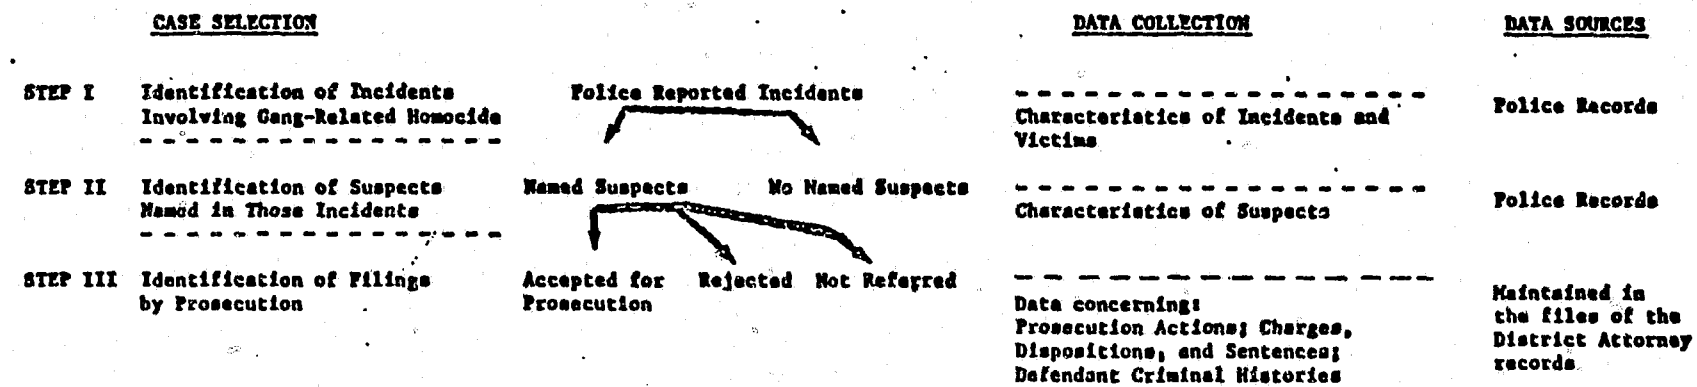 CASE SELECTION
DATA COLLECTION
DATA SOURCES
STEP I
Identification of Incidents
Involving Gang-Related Homocide
Police Reported Incidents
Characteristics of Incidents and
Victims
Police Records
STEP II
Identification of Suspects
Named in Those Incidents
Named Suspects
No Named Suspects
Characteristics of Suspects
Police Records
STEP III
Identification of Filings
by Prosecution
Accepted for
Prosecution
Rejected
Not Referred
Data concerning:
Prosecution Actions; Charges,
Dispositions, and Sentences;
Defendant Criminal Histories
Maintained in
the files of the
District Attorney
records